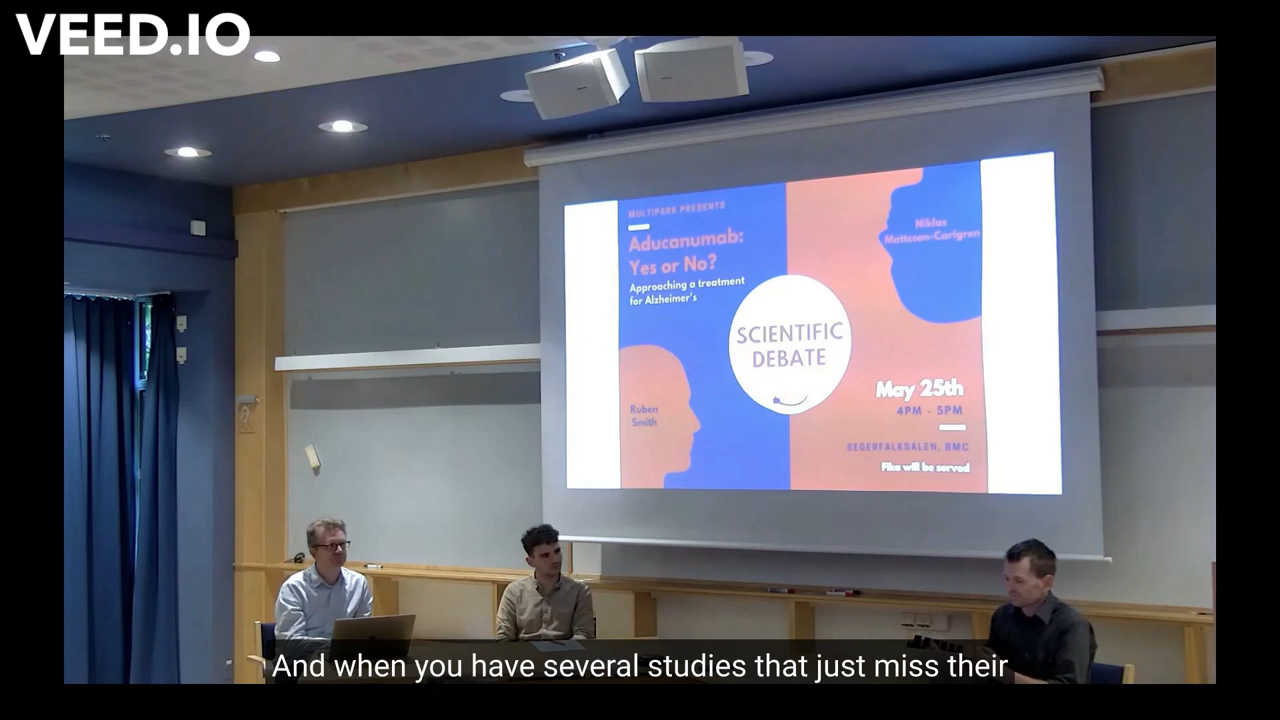 VEED.IO
MULTIPARK PRESENTS
Aducanumab:
Yes or No?
Approaching a treatment
for Alzheimer's
Niklas
Mattsson-Carlgren
SCIENTIFIC
DEBATE
Ruben
Smith
May 25th
4PM - 5PM
SEGERFALKSALEN, BMC
Fika will be served
And when you have several studies that just miss their